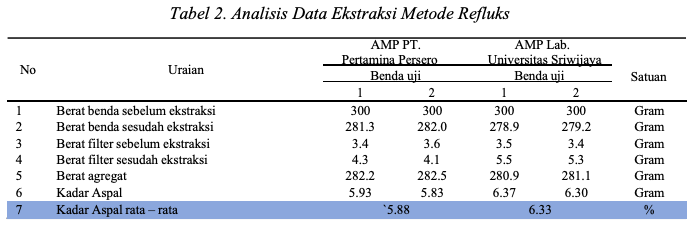 Tabel 2. Analisis Data Ekstraksi Metode Refluks
AMP PT. AMP Lab.
Pertamina Persero Universitas Sriwijaya
No Uraian Benda uji Benda uji Satuan
1 2 1 2
1 Berat benda sebelum ekstraksi 300 300 300 300 Gram
2 Berat benda sesudah ekstraksi 281.3 282.0 278.9 279.2 Gram
3 Berat filter sebelum ekstraksi 3.4 3.6 3.5 3.4 Gram
4 Berat filter sesudah ekstraksi 4.3 4.1 5.5 5.3 Gram
5 Berat agregat 282.2 282.5 280.9 281.1 Gram
6 Kadar Aspal 5.93 5.83 6.37 6.30 Gram
7 Kadar Aspal rata – rata `5.88 6.33 %